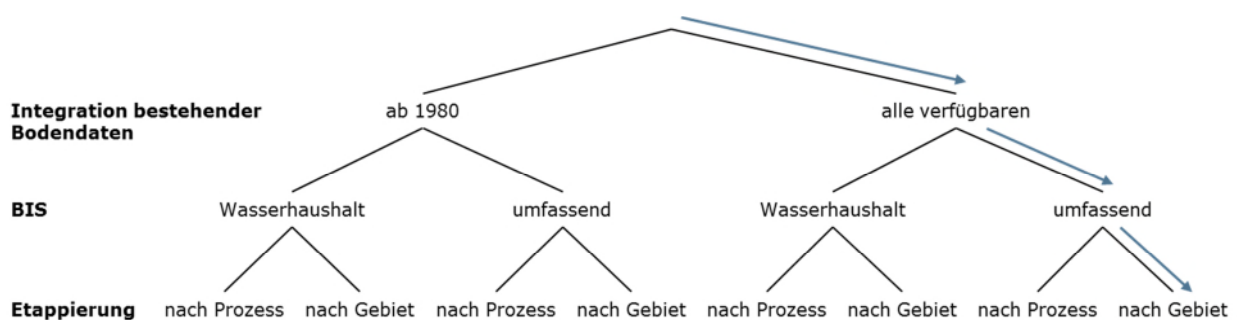 Integration bestehender
Bodendaten
ab 1980
alle verfügbaren
BIS
Wasserhaushalt
umfassend
Wasserhaushalt
umfassend
Etappierung
nach Prozess
nach Gebiet
nach Prozess
nach Gebiet
nach Prozess
nach Gebiet
nach Prozess
nach Gebiet